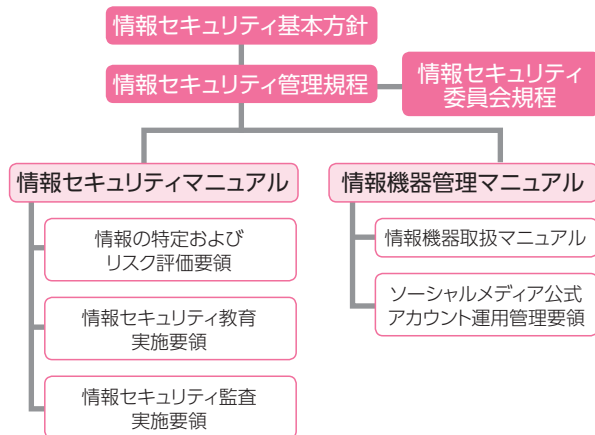 情報セキュリティ基本方針
情報セキュリティ管理規程
情報セキュリティ
委員会規程
情報セキュリティマニュアル
情報機器管理マニュアル
情報の特定および
リスク評価要領
情報セキュリティ教育
実施要領
情報セキュリティ監査
実施要領
情報機器取扱マニュアル
ソーシャルメディア公式
アカウント運用管理要領